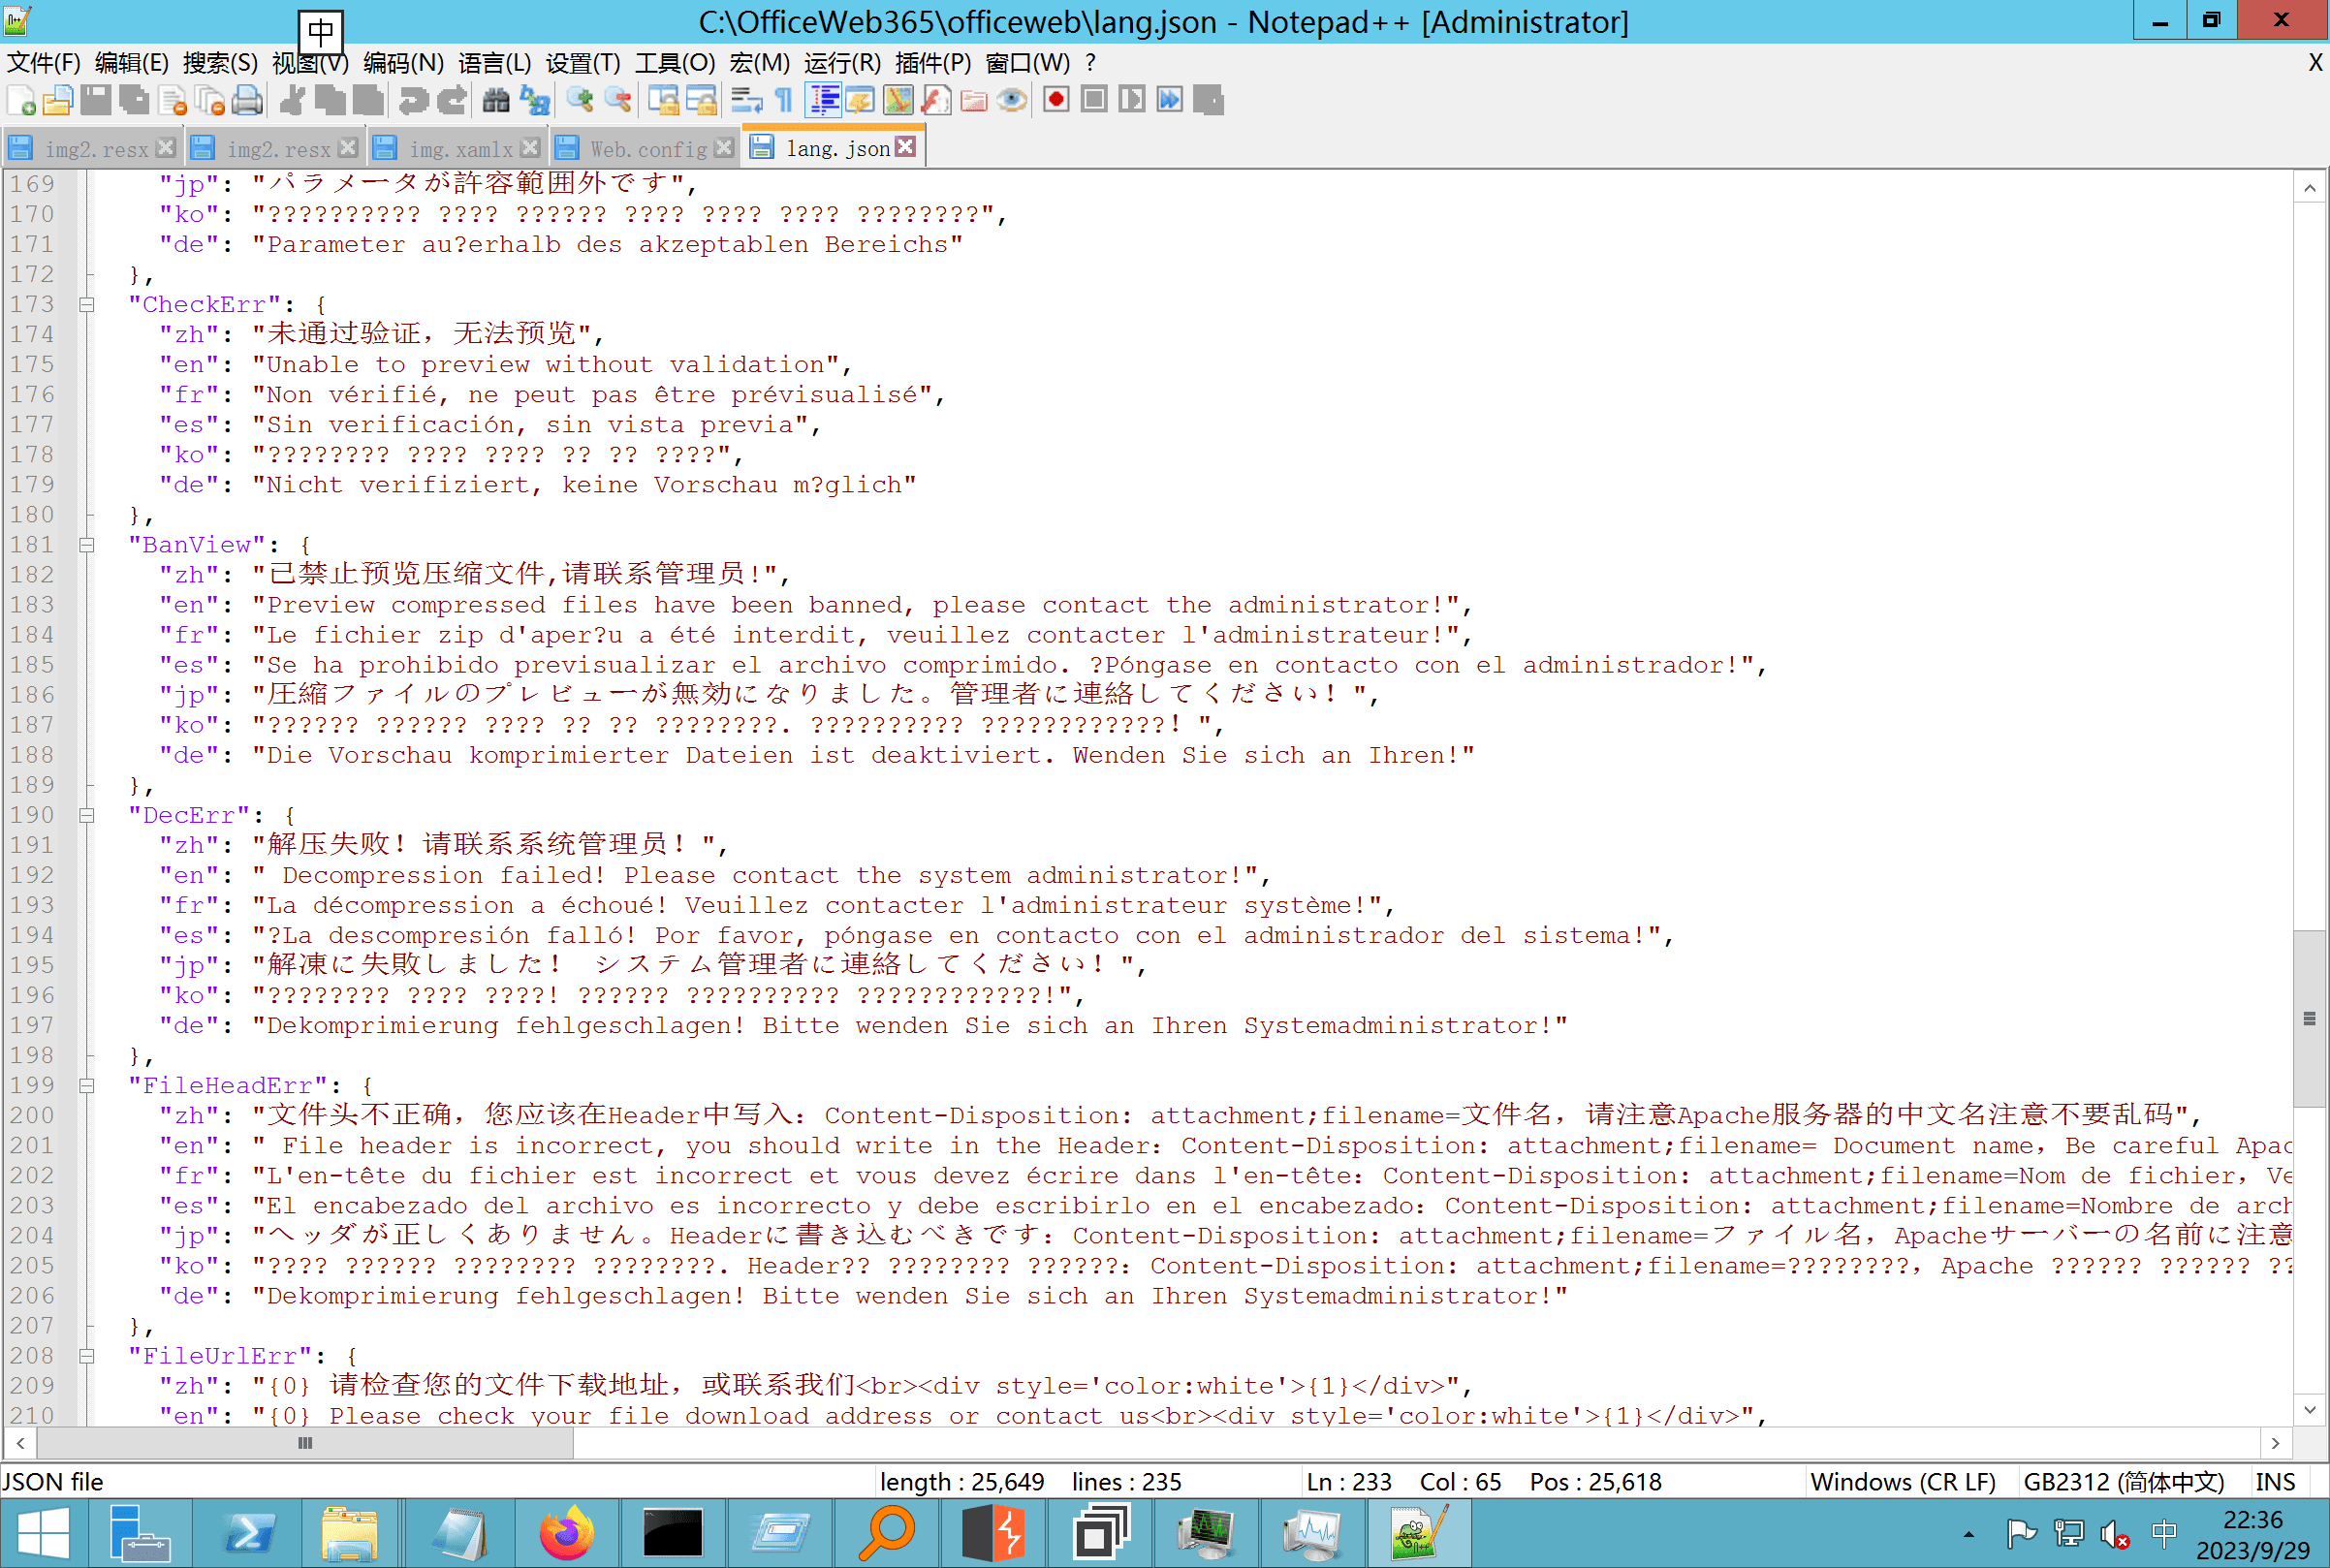 C:\OfficeWeb365\officeweb\lang.json - Notepad++ [Administrator]
中
文件(F) 编辑(E) 搜索(S) 视图(V) 编码(N) 语言(L) 设置(T) 工具(O) 宏(M) 运行(R) 插件(P) 窗口(W) ? X
img2.resx img2.resx img.xamlx Web.config lang.json
169 "jp": "パラメータが許容範囲外です",
170 "ko": "?????????? ???? ?????? ???? ???? ???? ????????",
171 "de": "Parameter au?erhalb des akzeptablen Bereichs"
172 },
173 "CheckErr": {
174 "zh": "未通过验证，无法预览",
175 "en": "Unable to preview without validation",
176 "fr": "Non vérifié, ne peut pas être prévisualisé",
177 "es": "Sin verificación, sin vista previa",
178 "ko": "???????? ???? ???? ?? ?? ????",
179 "de": "Nicht verifiziert, keine Vorschau m?glich"
180 },
181 "BanView": {
182 "zh": "已禁止预览压缩文件,请联系管理员!",
183 "en": "Preview compressed files have been banned, please contact the administrator!",
184 "fr": "Le fichier zip d'aper?u a été interdit, veuillez contacter l'administrateur!",
185 "es": "Se ha prohibido previsualizar el archivo comprimido. ?Póngase en contacto con el administrador!",
186 "jp": "圧縮ファイルのプレビューが無効になりました。管理者に連絡してください！",
187 "ko": "?????? ?????? ???? ?? ?? ????????. ?????????? ????????????！",
188 "de": "Die Vorschau komprimierter Dateien ist deaktiviert. Wenden Sie sich an Ihren!"
189 },
190 "DecErr": {
191 "zh": "解压失败！请联系系统管理员！",
192 "en": " Decompression failed! Please contact the system administrator!",
193 "fr": "La décompression a échoué! Veuillez contacter l'administrateur système!",
194 "es": "?La descompresión falló! Por favor, póngase en contacto con el administrador del sistema!",
195 "jp": "解凍に失敗しました！ システム管理者に連絡してください！",
196 "ko": "???????? ???? ????! ?????? ?????????? ????????????!",
197 "de": "Dekomprimierung fehlgeschlagen! Bitte wenden Sie sich an Ihren Systemadministrator!"
198 },
199 "FileHeadErr": {
200 "zh": "文件头不正确，您应该在Header中写入：Content-Disposition: attachment;filename=文件名，请注意Apache服务器的中文名注意不要乱码",
201 "en": " File header is incorrect, you should write in the Header：Content-Disposition: attachment;filename= Document name，Be careful Apac
202 "fr": "L'en-tête du fichier est incorrect et vous devez écrire dans l'en-tête：Content-Disposition: attachment;filename=Nom de fichier，Ve
203 "es": "El encabezado del archivo es incorrecto y debe escribirlo en el encabezado：Content-Disposition: attachment;filename=Nombre de arch
204 "jp": "ヘッダが正しくありません。Headerに書き込むべきです：Content-Disposition: attachment;filename=ファイル名，Apacheサーバーの名前に注意
205 "ko": "???? ?????? ???????? ????????. Header?? ???????? ??????：Content-Disposition: attachment;filename=????????，Apache ?????? ?????? ??
206 "de": "Dekomprimierung fehlgeschlagen! Bitte wenden Sie sich an Ihren Systemadministrator!"
207 },
208 "FileUrlErr": {
209 "zh": "{0} 请检查您的文件下载地址，或联系我们<br><div style='color:white'>{1}</div>",
210 "en": "{0} Please check your file download address or contact us<br><div style='color:white'>{1}</div>",
JSON file length : 25,649 lines : 235 Ln : 233 Col : 65 Pos : 25,618 Windows (CR LF) GB2312 (简体中文) INS
中 22:36
2023/9/29